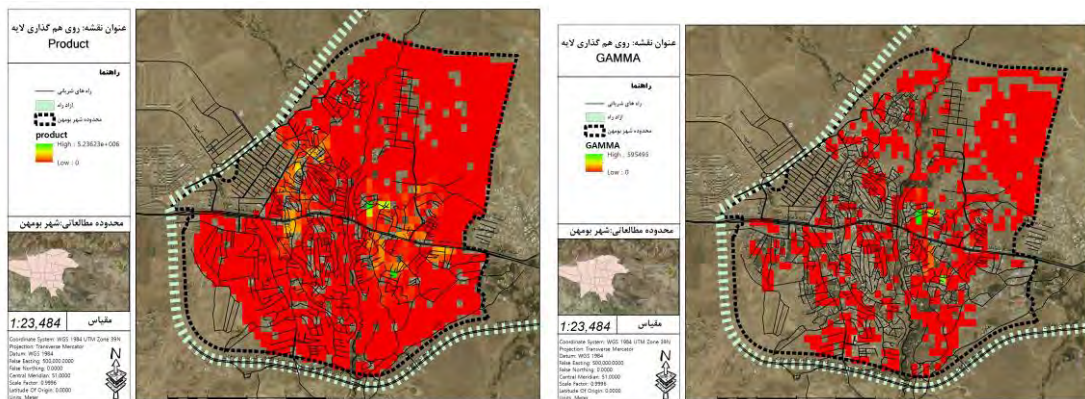 عنوان نقشه: روی هم گذاری لایه
Product
راهنما
راه های شریانی
آزاد راه
محدوده شهر بومهن
product
High : 5.23623e+006
Low : 0
محدوده مطالعاتی:شهر بومهن
1:23,484
مقیاس
Coordinate System: WGS 1984 UTM Zone 39N
Projection: Transverse Mercator
Datum: WGS 1984
False Easting: 500,000.0000
False Northing: 0.0000
Central Meridian: 51.0000
Scale Factor: 0.9996
Latitude Of Origin: 0.0000
Units: Meter
N
عنوان نقشه: روی هم گذاری لایه
GAMMA
راهنما
راه های شریانی
آزاد راه
محدوده شهر بومهن
GAMMA
High : 595495
Low : 0
محدوده مطالعاتی:شهر بومهن
1:23,484
مقیاس
Coordinate System: WGS 1984 UTM Zone 39N
Projection: Transverse Mercator
Datum: WGS 1984
False Easting: 500,000.0000
False Northing: 0.0000
Central Meridian: 51.0000
Scale Factor: 0.9996
Latitude Of Origin: 0.0000
Units: Meter
N